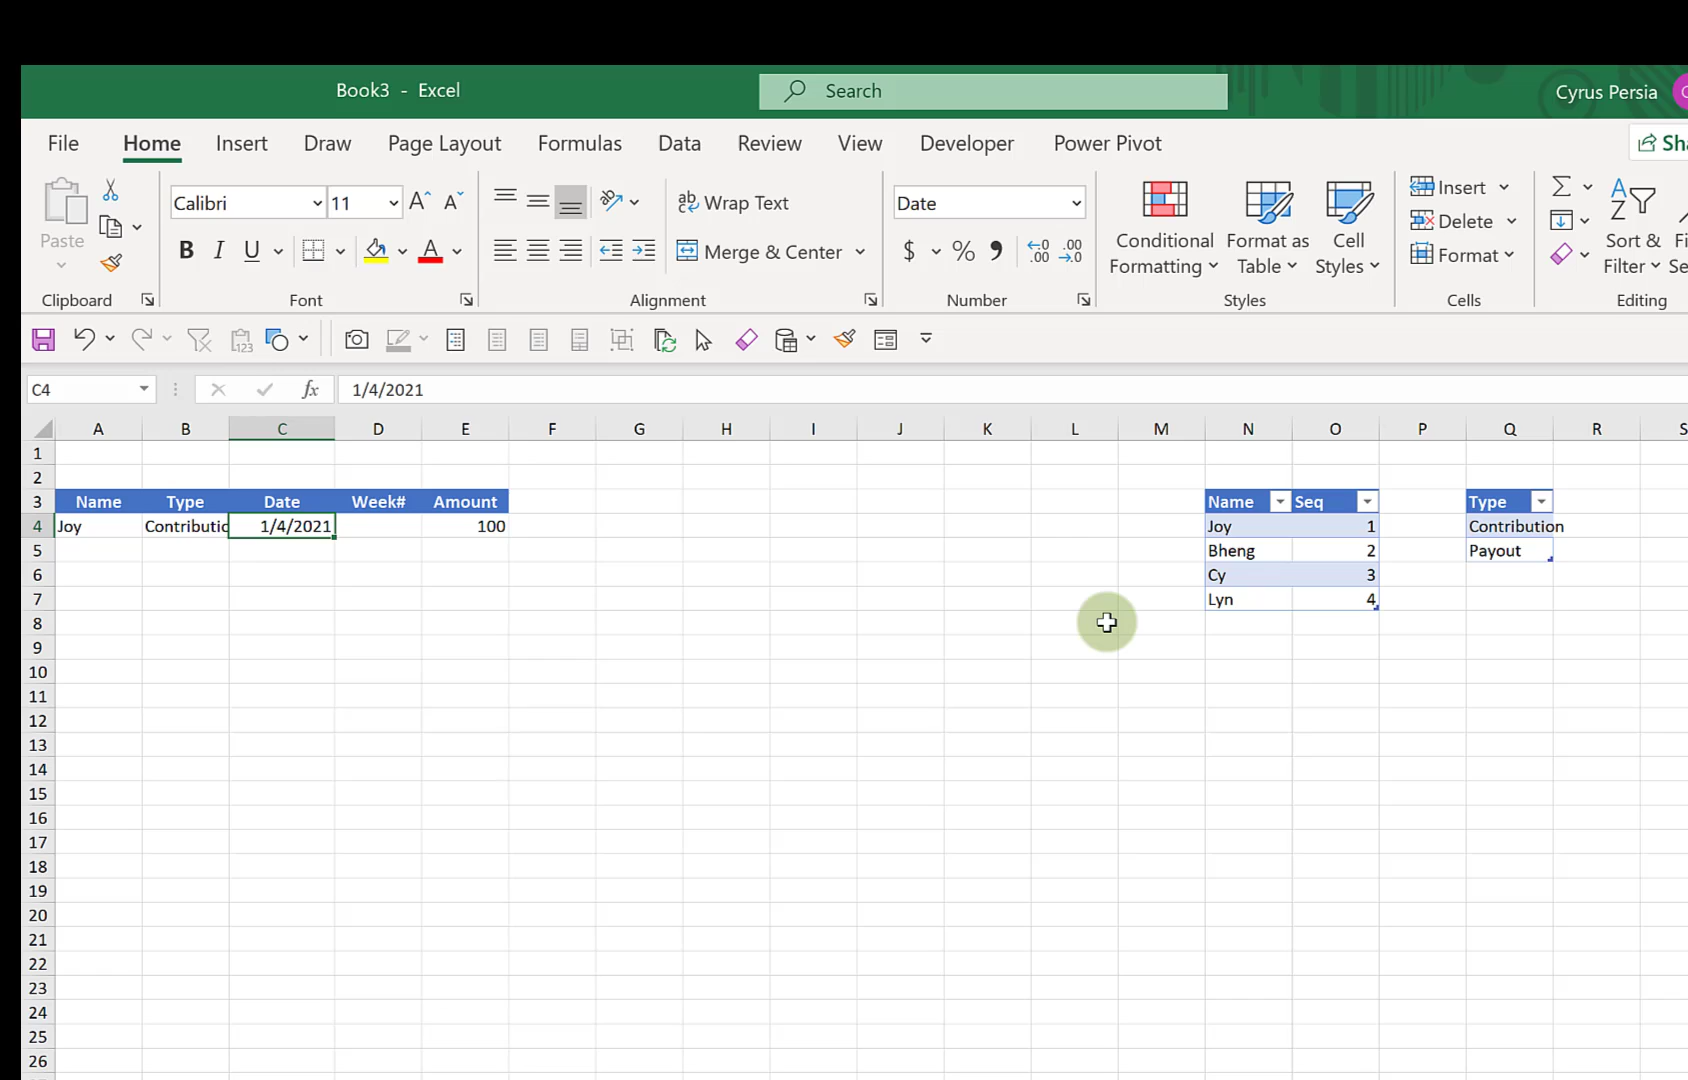 Book3 - Excel
Search
Cyrus Persia
File Home Insert Draw Page Layout Formulas Data Review View Developer Power Pivot
Calibri 11 Wrap Text Date Insert
Paste B I U Merge & Center $ % Conditional Formatting Format as Table Cell Styles Delete Format Sort & Filter
Clipboard Font Alignment Number Styles Cells Editing
C4 fx 1/4/2021
A B C D E F G H I J K L M N O P Q R S
1
2
3 Name Type Date Week# Amount Name Seq Type
4 Joy Contributio 1/4/2021 100 Joy 1 Contribution
5 Bheng 2 Payout
6 Cy 3
7 Lyn 4
8
9
10
11
12
13
14
15
16
17
18
19
20
21
22
23
24
25
26